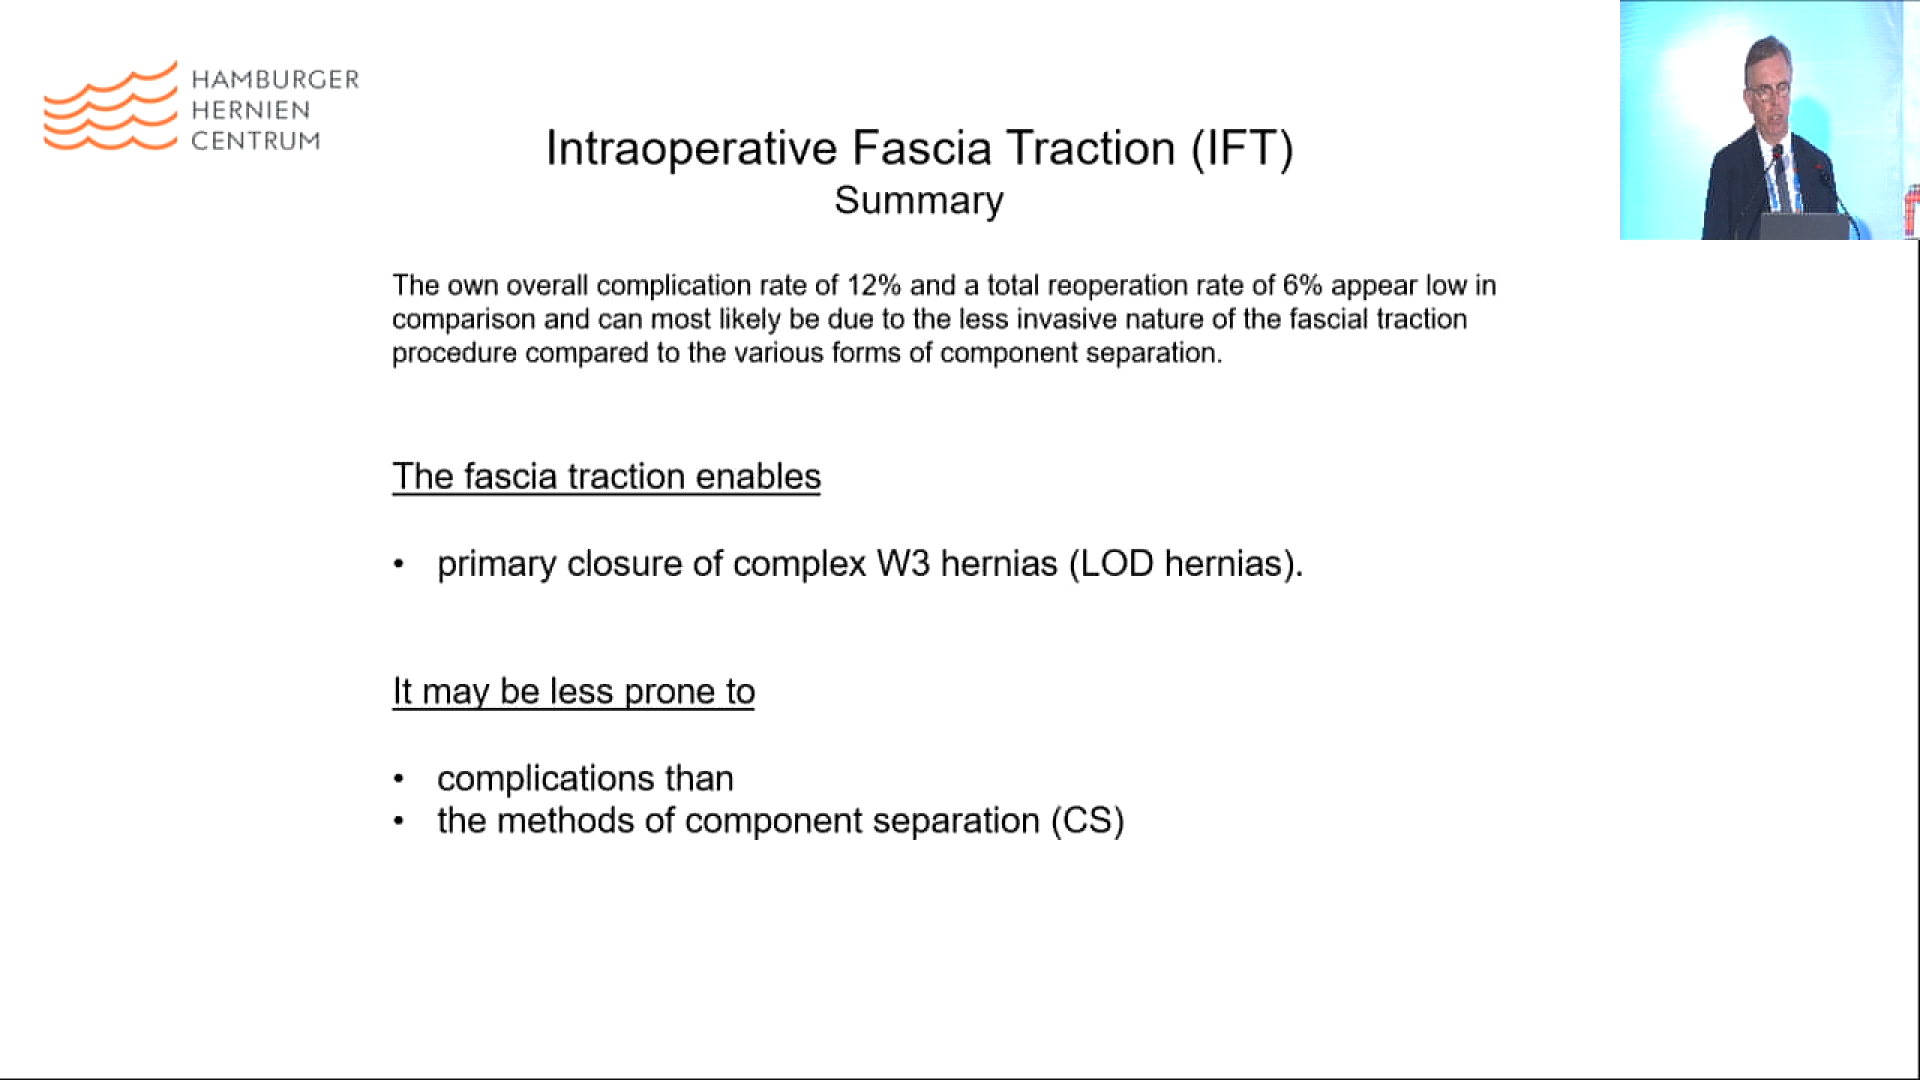 HAMBURGER
HERNIEN
CENTRUM
Intraoperative Fascia Traction (IFT)
Summary
The own overall complication rate of 12% and a total reoperation rate of 6% appear low in
comparison and can most likely be due to the less invasive nature of the fascial traction
procedure compared to the various forms of component separation.
The fascia traction enables
• primary closure of complex W3 hernias (LOD hernias).
It may be less prone to
• complications than
• the methods of component separation (CS)